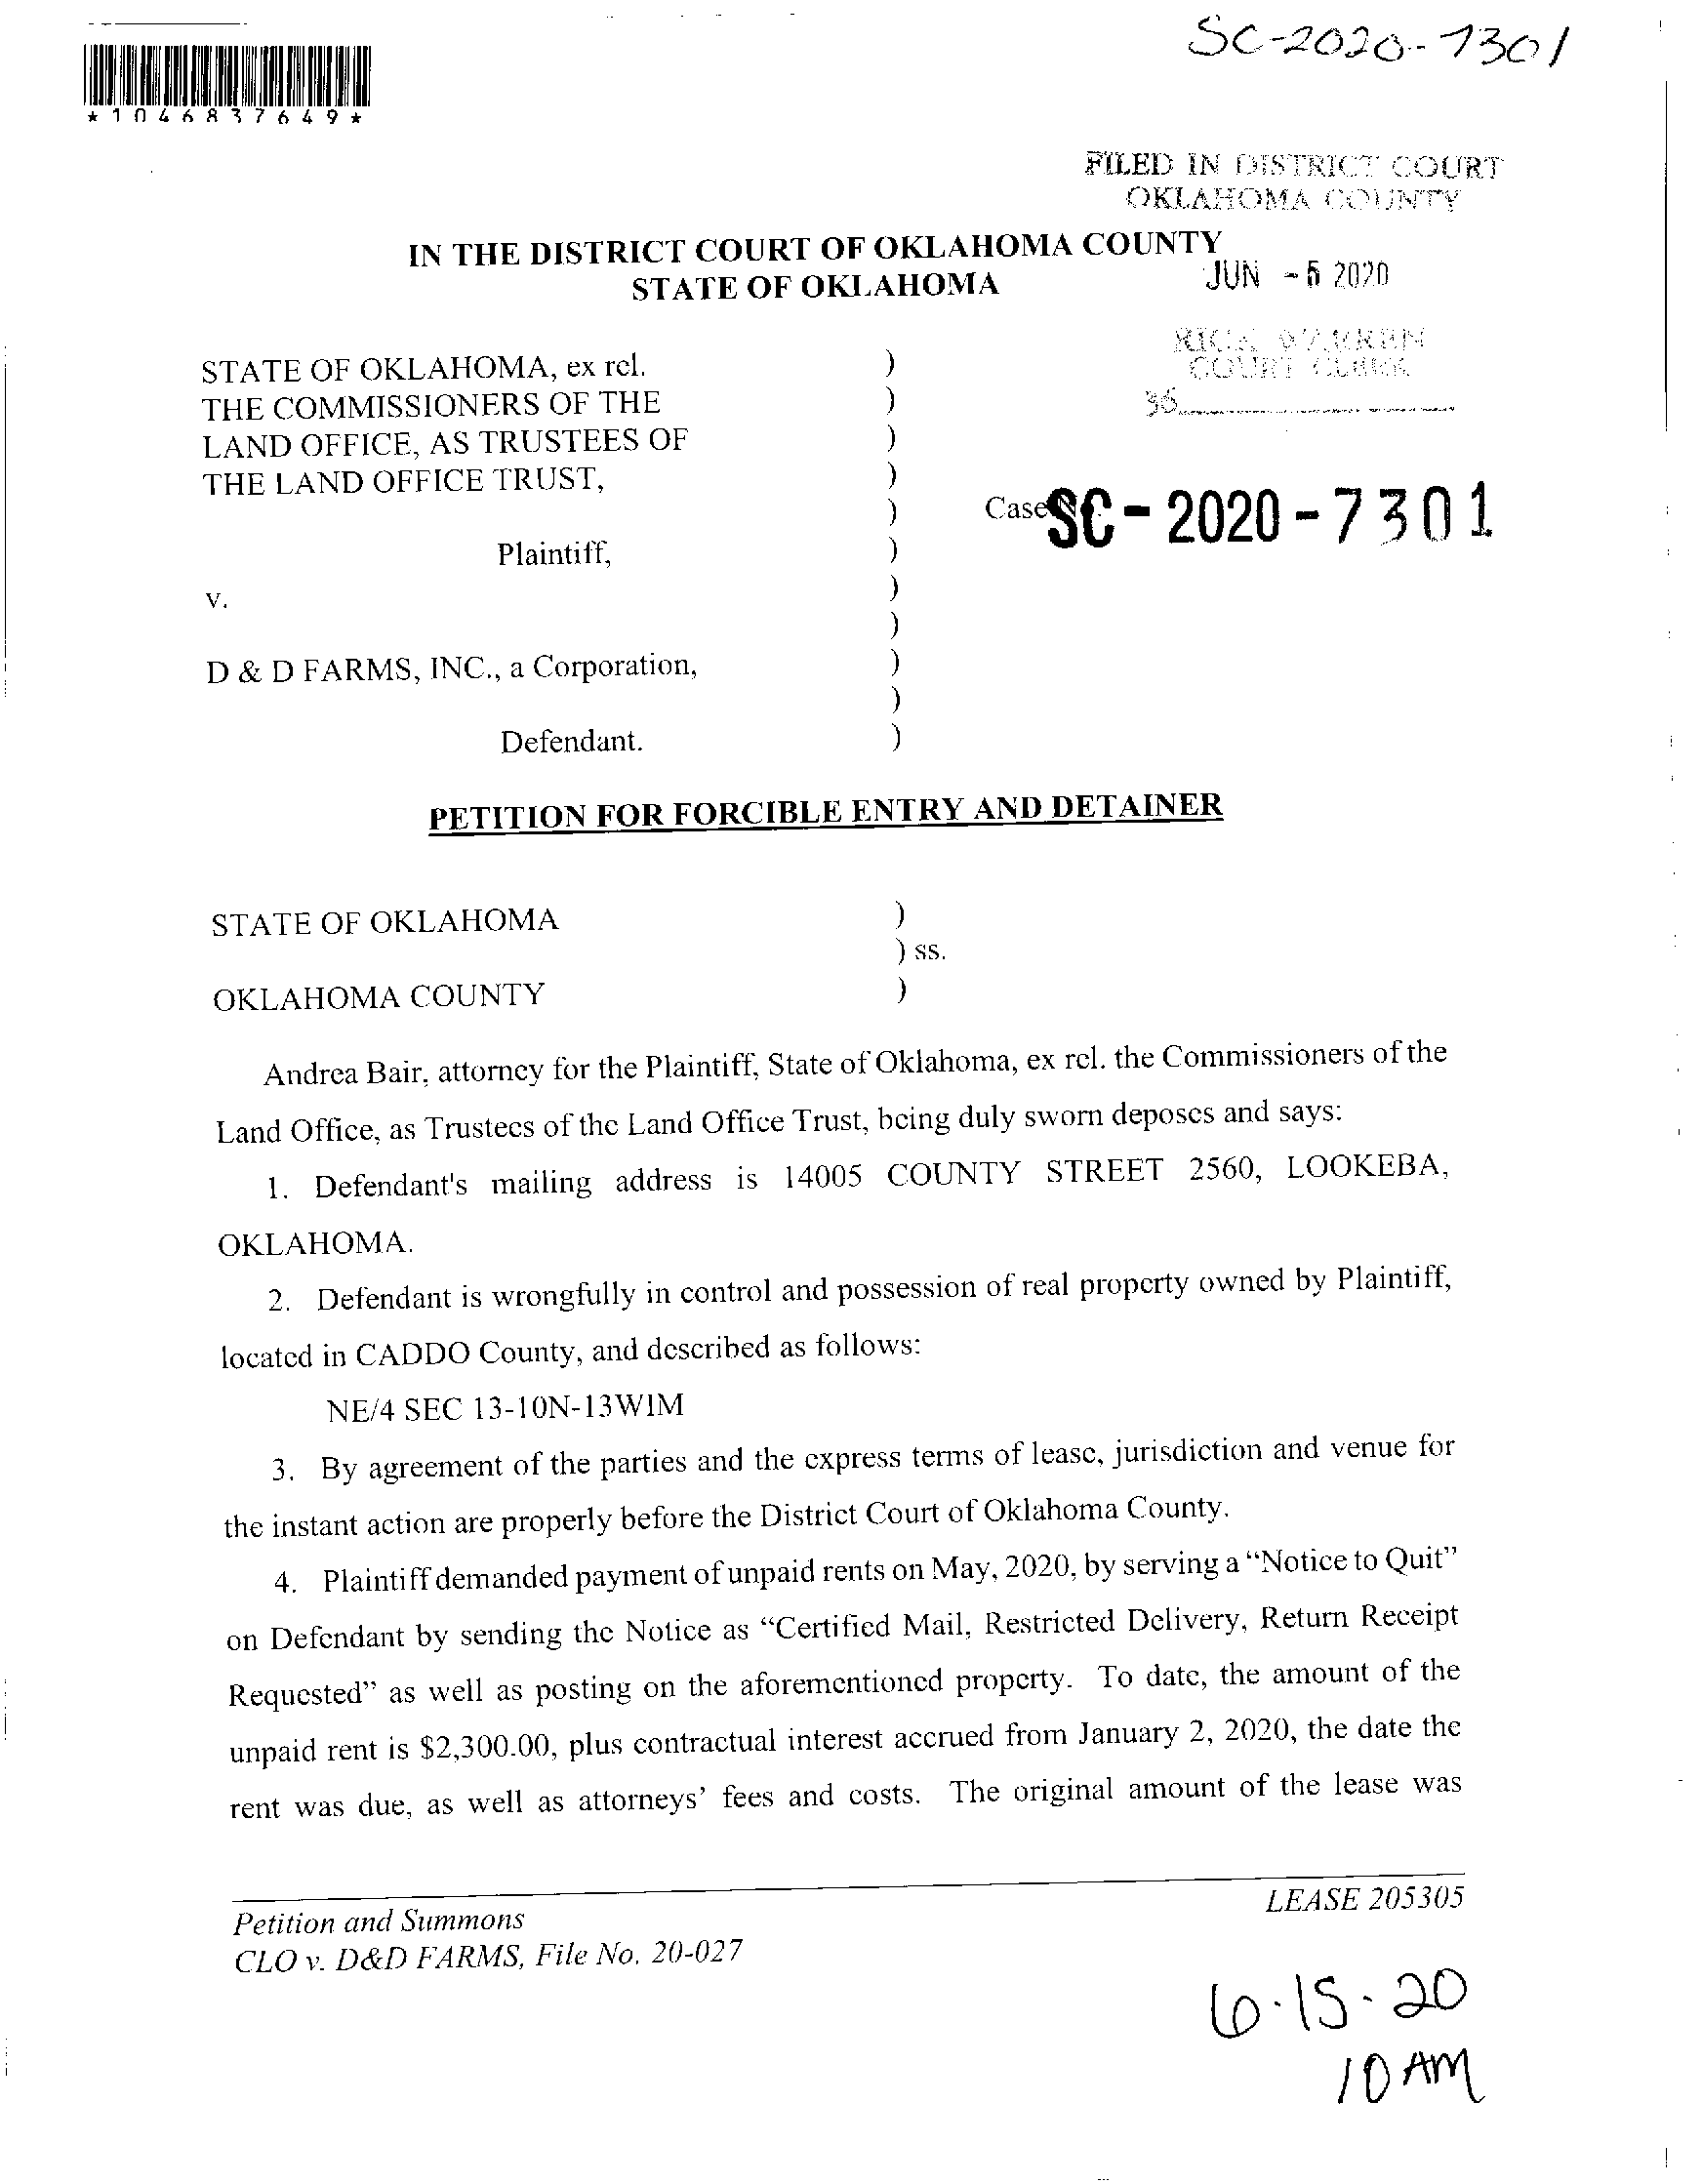 SC-2020-7301
*1046837649*
FILED IN DISTRICT COURT
OKLAHOMA COUNTY
IN THE DISTRICT COURT OF OKLAHOMA COUNTY
STATE OF OKLAHOMA
JUN - 5 2020
RICK WARREN
COURT CLERK
36
STATE OF OKLAHOMA, ex rel. )
THE COMMISSIONERS OF THE )
LAND OFFICE, AS TRUSTEES OF )
THE LAND OFFICE TRUST, )
) Case SC-2020-7301
Plaintiff, )
v. )
)
D & D FARMS, INC., a Corporation, )
)
Defendant. )
PETITION FOR FORCIBLE ENTRY AND DETAINER
STATE OF OKLAHOMA )
) ss.
OKLAHOMA COUNTY )
Andrea Bair, attorney for the Plaintiff, State of Oklahoma, ex rel. the Commissioners of the
Land Office, as Trustees of the Land Office Trust, being duly sworn deposes and says:
1. Defendant's mailing address is 14005 COUNTY STREET 2560, LOOKEBA,
OKLAHOMA.
2. Defendant is wrongfully in control and possession of real property owned by Plaintiff,
located in CADDO County, and described as follows:
NE/4 SEC 13-10N-13WIM
3. By agreement of the parties and the express terms of lease, jurisdiction and venue for
the instant action are properly before the District Court of Oklahoma County.
4. Plaintiff demanded payment of unpaid rents on May, 2020, by serving a “Notice to Quit”
on Defendant by sending the Notice as “Certified Mail, Restricted Delivery, Return Receipt
Requested” as well as posting on the aforementioned property. To date, the amount of the
unpaid rent is $2,300.00, plus contractual interest accrued from January 2, 2020, the date the
rent was due, as well as attorneys’ fees and costs. The original amount of the lease was
LEASE 205305
Petition and Summons
CLO v. D&D FARMS, File No. 20-027
6·15·20
10 AM